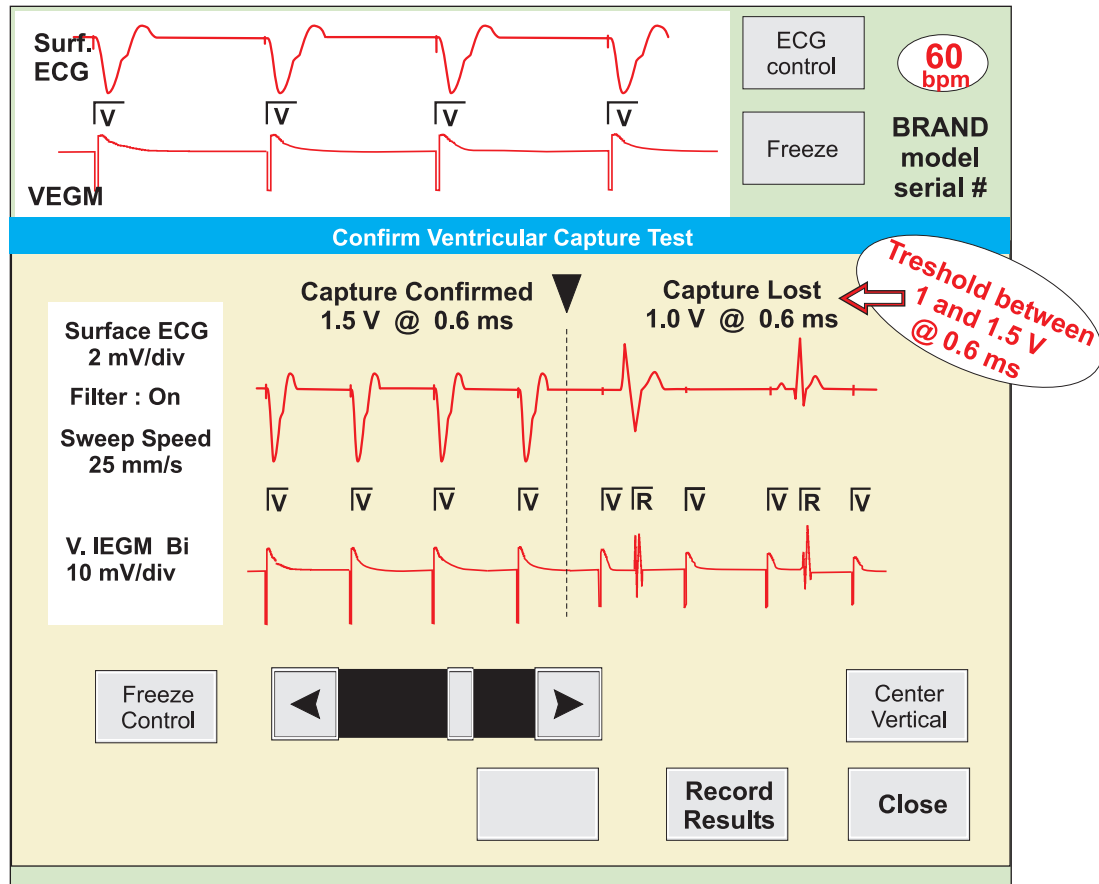 Surf.
ECG
V V V V
VEGM
ECG
control
Freeze
60
bpm
BRAND
model
serial #
Confirm Ventricular Capture Test
Capture Confirmed
1.5 V @ 0.6 ms
Capture Lost
1.0 V @ 0.6 ms
Treshold between
1 and 1.5 V
@ 0.6 ms
Surface ECG
2 mV/div
Filter : On
Sweep Speed
25 mm/s
V V V V V R V V R V
V. IEGM Bi
10 mV/div
Freeze
Control
Center
Vertical
Record
Results
Close